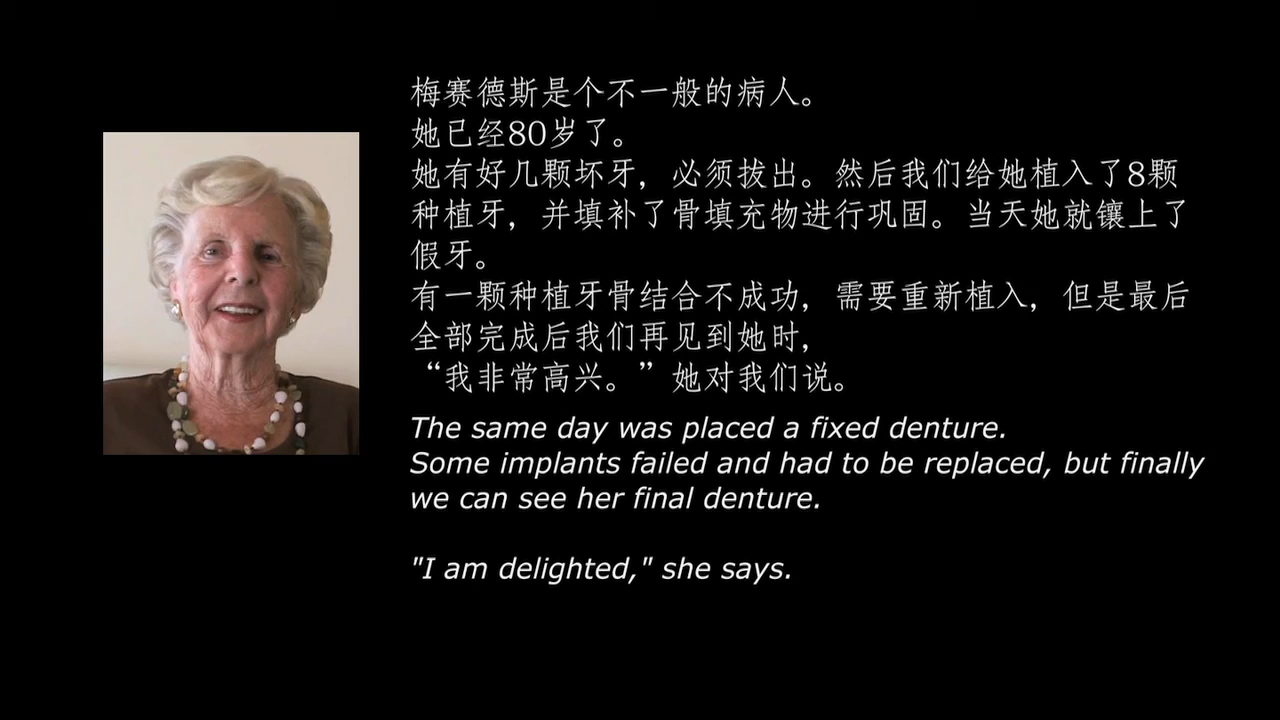 梅赛德斯是个不一般的病人。
她已经80岁了。
她有好几颗坏牙，必须拔出。然后我们给她植入了8颗
种植牙，并填补了骨填充物进行巩固。当天她就镶上了
假牙。
有一颗种植牙骨结合不成功，需要重新植入，但是最后
全部完成后我们再见到她时，
“我非常高兴。”她对我们说。
The same day was placed a fixed denture.
Some implants failed and had to be replaced, but finally
we can see her final denture.
"I am delighted," she says.